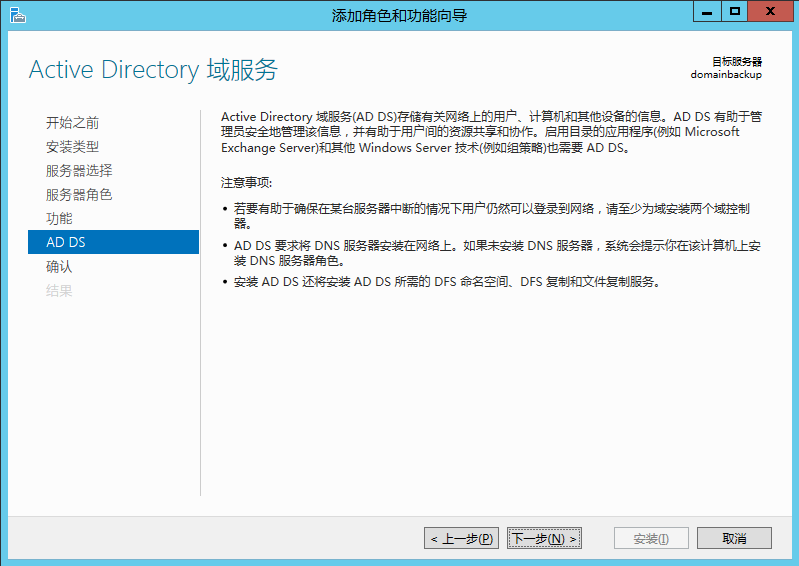 添加角色和功能向导
Active Directory 域服务
目标服务器
domainbackup
开始之前
安装类型
服务器选择
服务器角色
功能
AD DS
确认
结果
Active Directory 域服务(AD DS)存储有关网络上的用户、计算机和其他设备的信息。AD DS 有助于管
理员安全地管理该信息，并有助于用户间的资源共享和协作。启用目录的应用程序(例如 Microsoft
Exchange Server)和其他 Windows Server 技术(例如组策略)也需要 AD DS。
注意事项:
• 若要有助于确保在某台服务器中断的情况下用户仍然可以登录到网络，请至少为域安装两个域控制
器。
• AD DS 要求将 DNS 服务器安装在网络上。如果未安装 DNS 服务器，系统会提示你在该计算机上安
装 DNS 服务器角色。
• 安装 AD DS 还将安装 AD DS 所需的 DFS 命名空间、DFS 复制和文件复制服务。
< 上一步(P)
下一步(N) >
安装(I)
取消